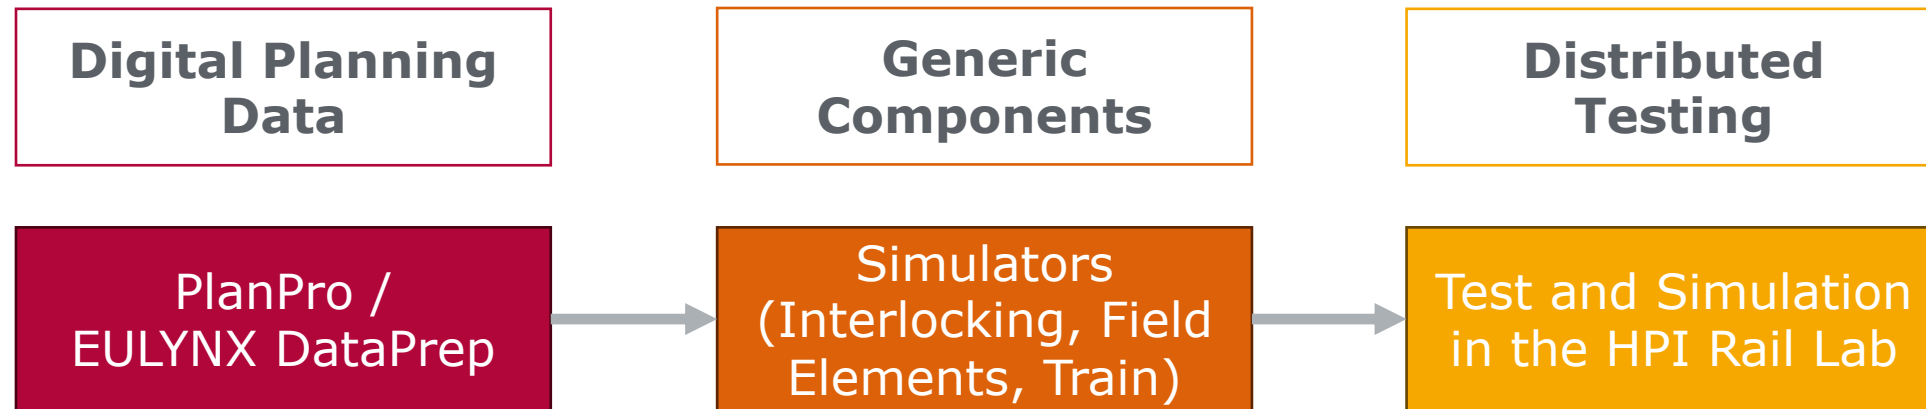 Digital Planning
Data
Generic
Components
Distributed
Testing
PlanPro /
EULYNX DataPrep
Simulators
(Interlocking, Field
Elements, Train)
Test and Simulation
in the HPI Rail Lab